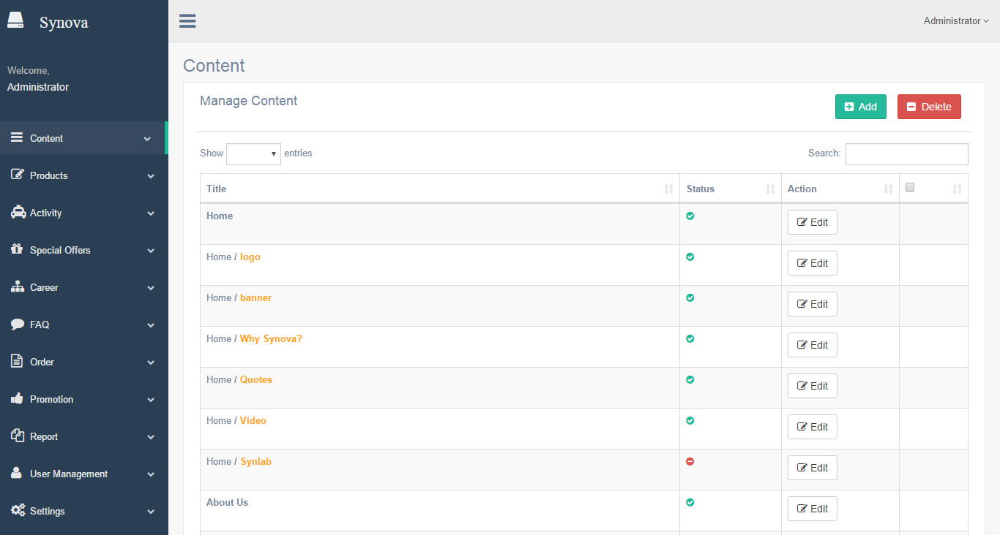 Synova
Administrator
Welcome,
Administrator
Content
Products
Activity
Special Offers
Career
FAQ
Order
Promotion
Report
User Management
Settings
Content
Manage Content
Add Delete
Show entries Search:
Title Status Action
Home Edit
Home / logo Edit
Home / banner Edit
Home / Why Synova? Edit
Home / Quotes Edit
Home / Video Edit
Home / Synlab Edit
About Us Edit